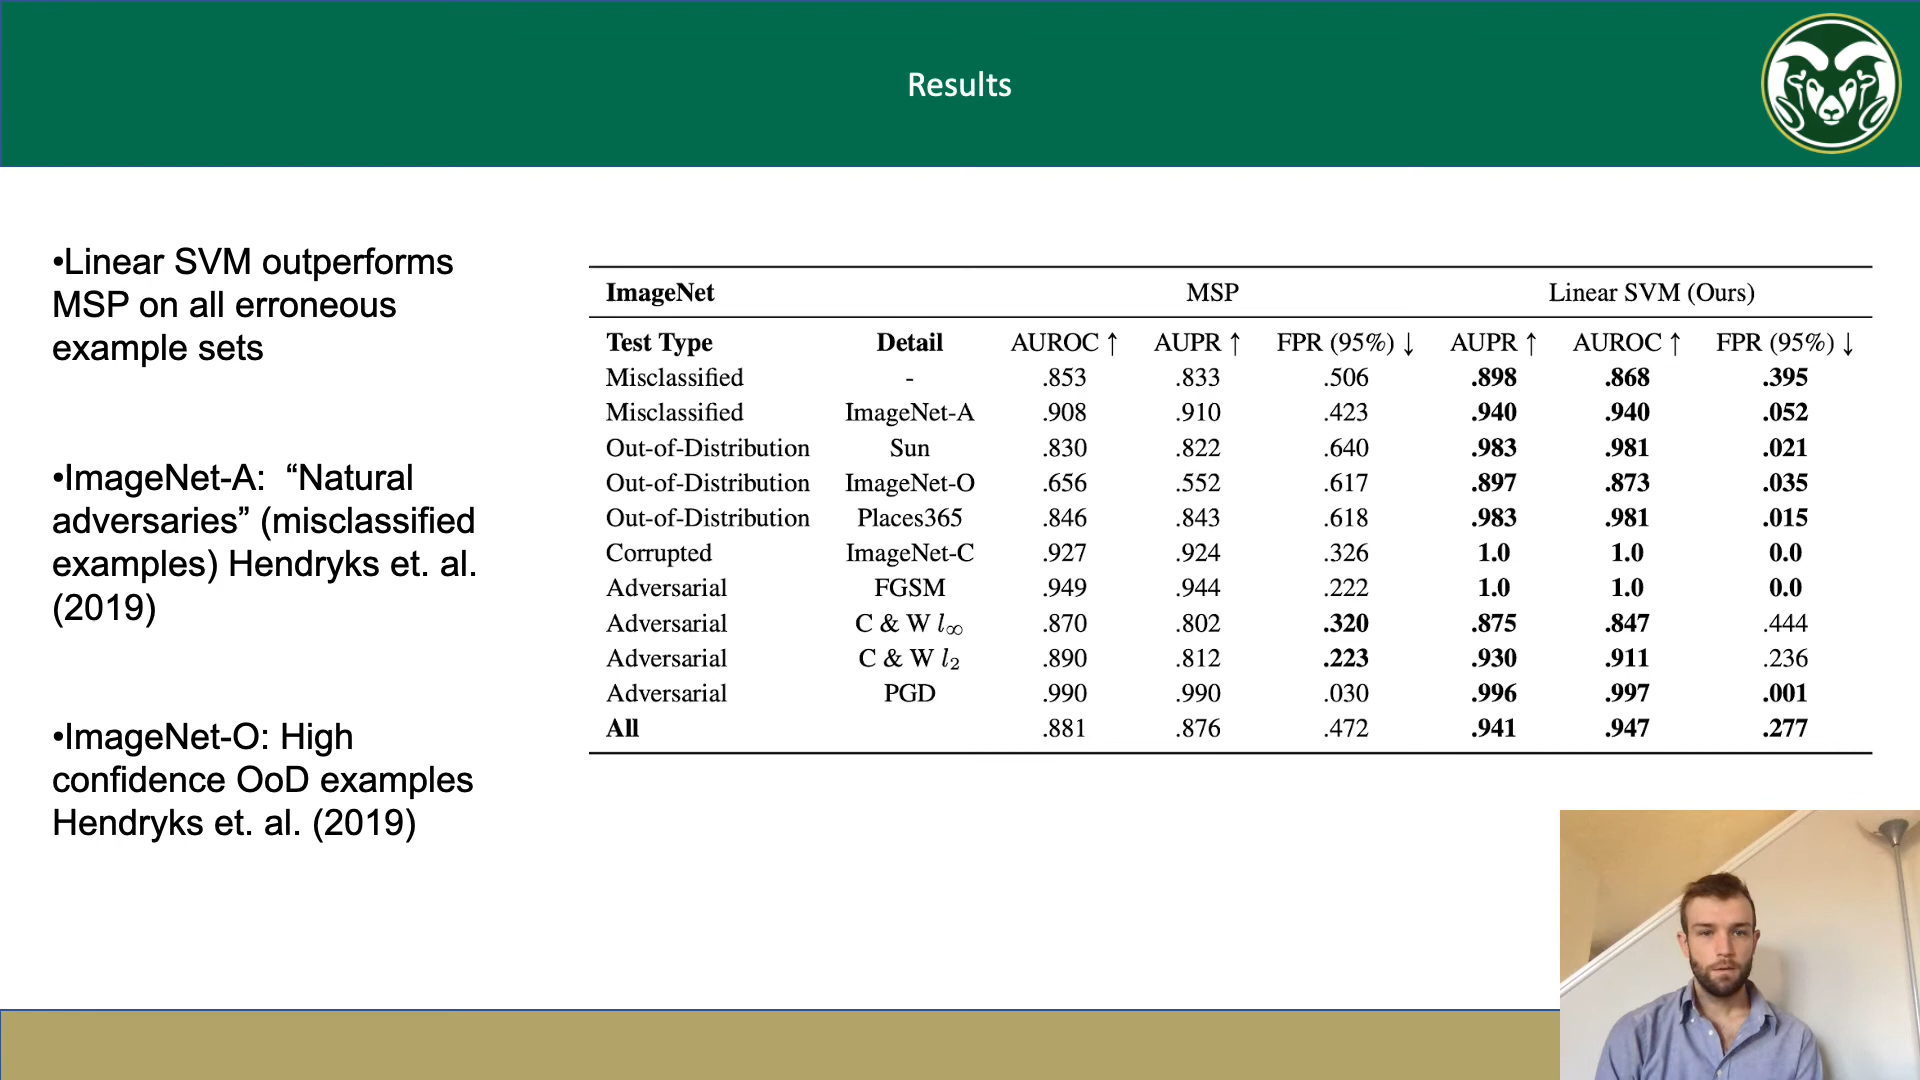 Results
•Linear SVM outperforms
MSP on all erroneous
example sets
•ImageNet-A: “Natural
adversaries” (misclassified
examples) Hendryks et. al.
(2019)
•ImageNet-O: High
confidence OoD examples
Hendryks et. al. (2019)
ImageNet MSP Linear SVM (Ours)
Test Type Detail AUROC ↑ AUPR ↑ FPR (95%) ↓ AUPR ↑ AUROC ↑ FPR (95%) ↓
Misclassified - .853 .833 .506 .898 .868 .395
Misclassified ImageNet-A .908 .910 .423 .940 .940 .052
Out-of-Distribution Sun .830 .822 .640 .983 .981 .021
Out-of-Distribution ImageNet-O .656 .552 .617 .897 .873 .035
Out-of-Distribution Places365 .846 .843 .618 .983 .981 .015
Corrupted ImageNet-C .927 .924 .326 1.0 1.0 0.0
Adversarial FGSM .949 .944 .222 1.0 1.0 0.0
Adversarial C & W l∞ .870 .802 .320 .875 .847 .444
Adversarial C & W l2 .890 .812 .223 .930 .911 .236
Adversarial PGD .990 .990 .030 .996 .997 .001
All .881 .876 .472 .941 .947 .277